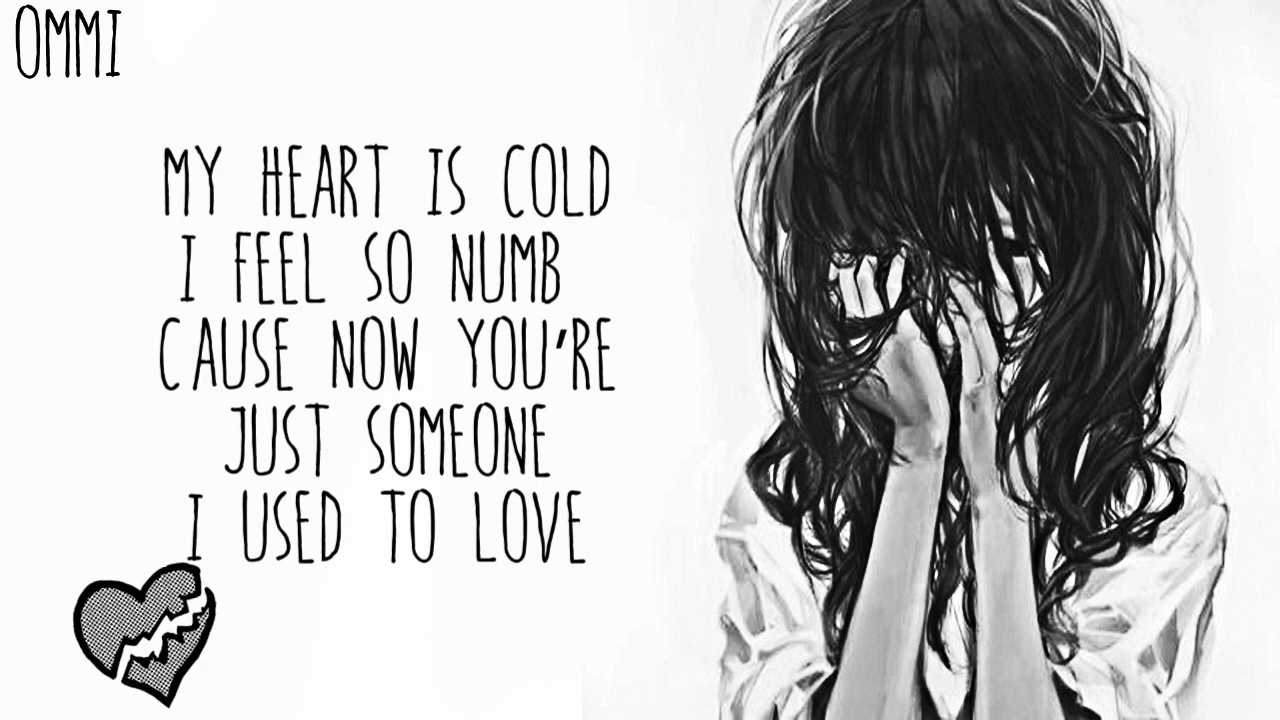 OMMI
MY HEART IS COLD
I FEEL SO NUMB
CAUSE NOW YOU'RE
JUST SOMEONE
I USED TO LOVE